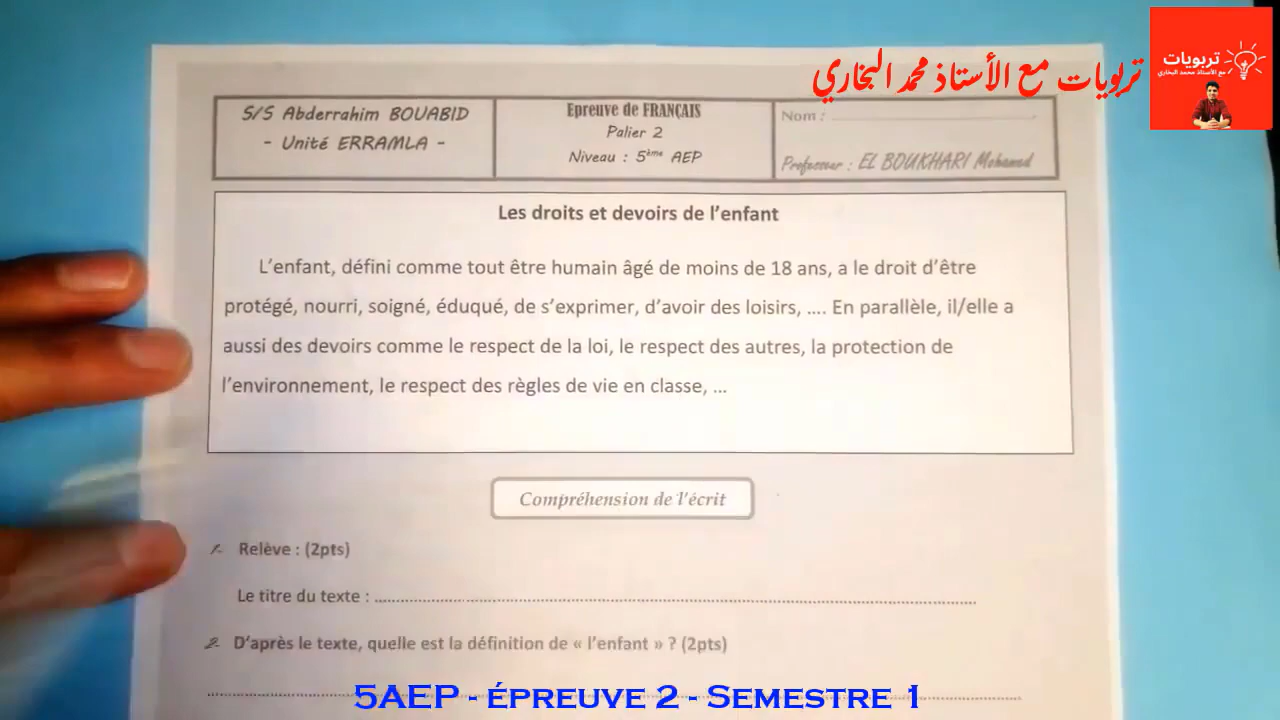 تربويات مع الأستاذ محمد البخاري
تربويات
مع الأستاذ محمد البخاري
S/S Abderrahim BOUABID
- Unité ERRAMLA -
Epreuve de FRANÇAIS
Palier 2
Niveau : 5ème AEP
Nom : ........................................
Professeur : EL BOUKHARI Mohamed
Les droits et devoirs de l'enfant
L'enfant, défini comme tout être humain âgé de moins de 18 ans, a le droit d'être
protégé, nourri, soigné, éduqué, de s'exprimer, d'avoir des loisirs, .... En parallèle, il/elle a
aussi des devoirs comme le respect de la loi, le respect des autres, la protection de
l'environnement, le respect des règles de vie en classe, ...
Compréhension de l'écrit
1. Relève : (2pts)
Le titre du texte : ........................................
2. D'après le texte, quelle est la définition de « l'enfant » ? (2pts)
5AEP - épreuve 2 - Semestre 1